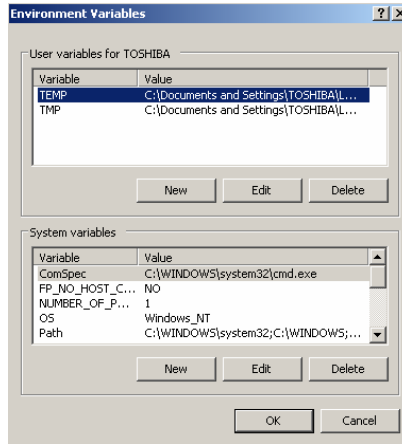 Environment Variables
User variables for TOSHIBA
Variable Value
TEMP C:\Documents and Settings\TOSHIBA\L...
TMP C:\Documents and Settings\TOSHIBA\L...
New Edit Delete
System variables
Variable Value
ComSpec C:\WINDOWS\system32\cmd.exe
FP_NO_HOST_C... NO
NUMBER_OF_P... 1
OS Windows_NT
Path C:\WINDOWS\system32;C:\WINDOWS;...
New Edit Delete
OK Cancel